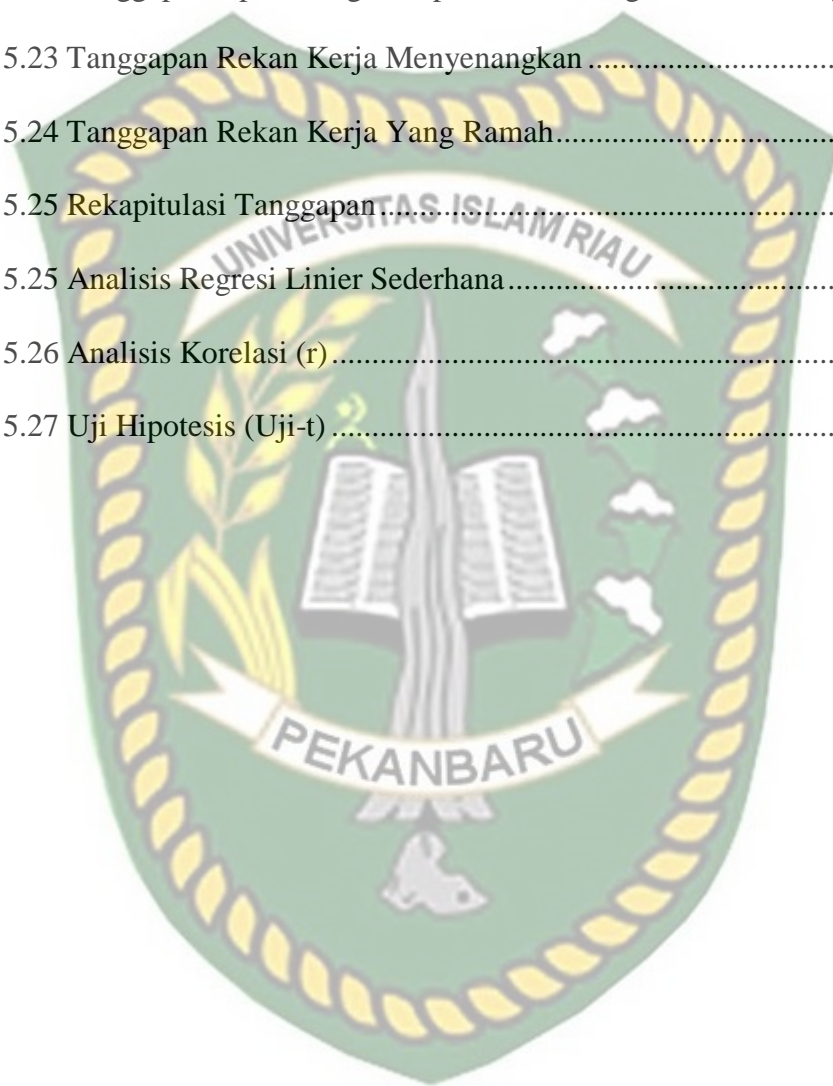 5.23 Tanggapan Rekan Kerja Menyenangkan ............................
5.24 Tanggapan Rekan Kerja Yang Ramah................................
5.25 Rekapitulasi Tanggapan....................................................
UNIVERSITAS ISLAM RIAU
5.25 Analisis Regresi Linier Sederhana.....................................
5.26 Analisis Korelasi (r)..........................................................
5.27 Uji Hipotesis (Uji-t) ..........................................................
PEKANBARU